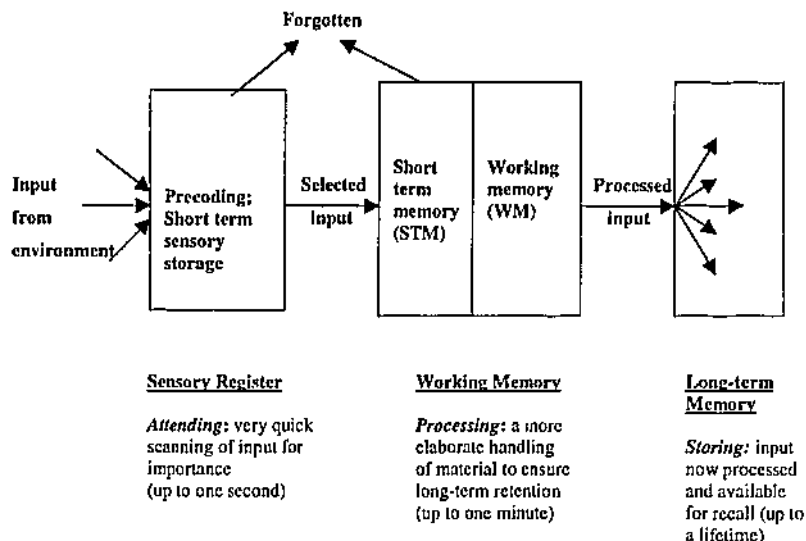 Forgotten
Input
from
environment
Precoding;
Short term
sensory
storage
Selected
input
Short
term
memory
(STM)
Working
memory
(WM)
Processed
input
Sensory Register
Attending: very quick
scanning of input for
importance
(up to one second)
Working Memory
Processing: a more
elaborate handling
of material to ensure
long-term retention
(up to one minute)
Long-term
Memory
Storing: input
now processed
and available
for recall (up to
a lifetime)